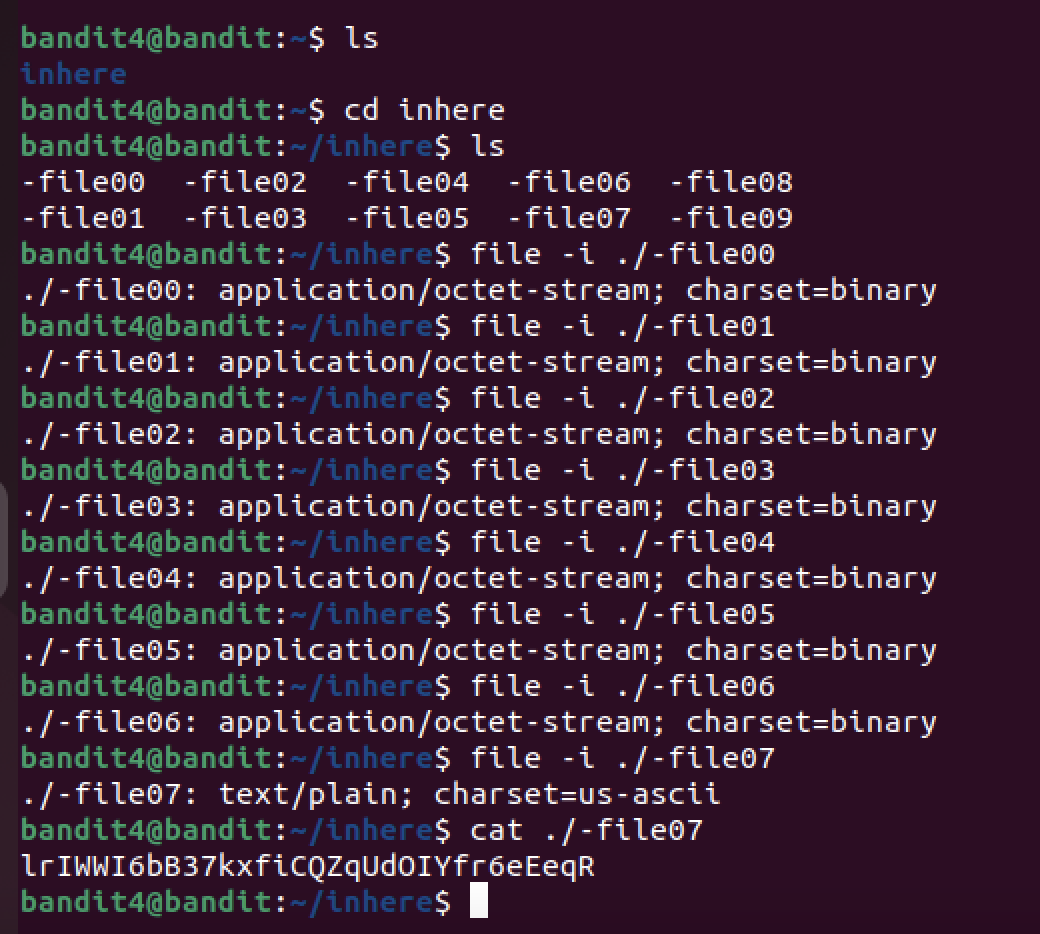 bandit4@bandit:~$ ls
inhere
bandit4@bandit:~$ cd inhere
bandit4@bandit:~/inhere$ ls
-file00  -file02  -file04  -file06  -file08
-file01  -file03  -file05  -file07  -file09
bandit4@bandit:~/inhere$ file -i ./-file00
./-file00: application/octet-stream; charset=binary
bandit4@bandit:~/inhere$ file -i ./-file01
./-file01: application/octet-stream; charset=binary
bandit4@bandit:~/inhere$ file -i ./-file02
./-file02: application/octet-stream; charset=binary
bandit4@bandit:~/inhere$ file -i ./-file03
./-file03: application/octet-stream; charset=binary
bandit4@bandit:~/inhere$ file -i ./-file04
./-file04: application/octet-stream; charset=binary
bandit4@bandit:~/inhere$ file -i ./-file05
./-file05: application/octet-stream; charset=binary
bandit4@bandit:~/inhere$ file -i ./-file06
./-file06: application/octet-stream; charset=binary
bandit4@bandit:~/inhere$ file -i ./-file07
./-file07: text/plain; charset=us-ascii
bandit4@bandit:~/inhere$ cat ./-file07
lrIWWI6bB37kxfiCQZqUdOIYfr6eEeqR
bandit4@bandit:~/inhere$